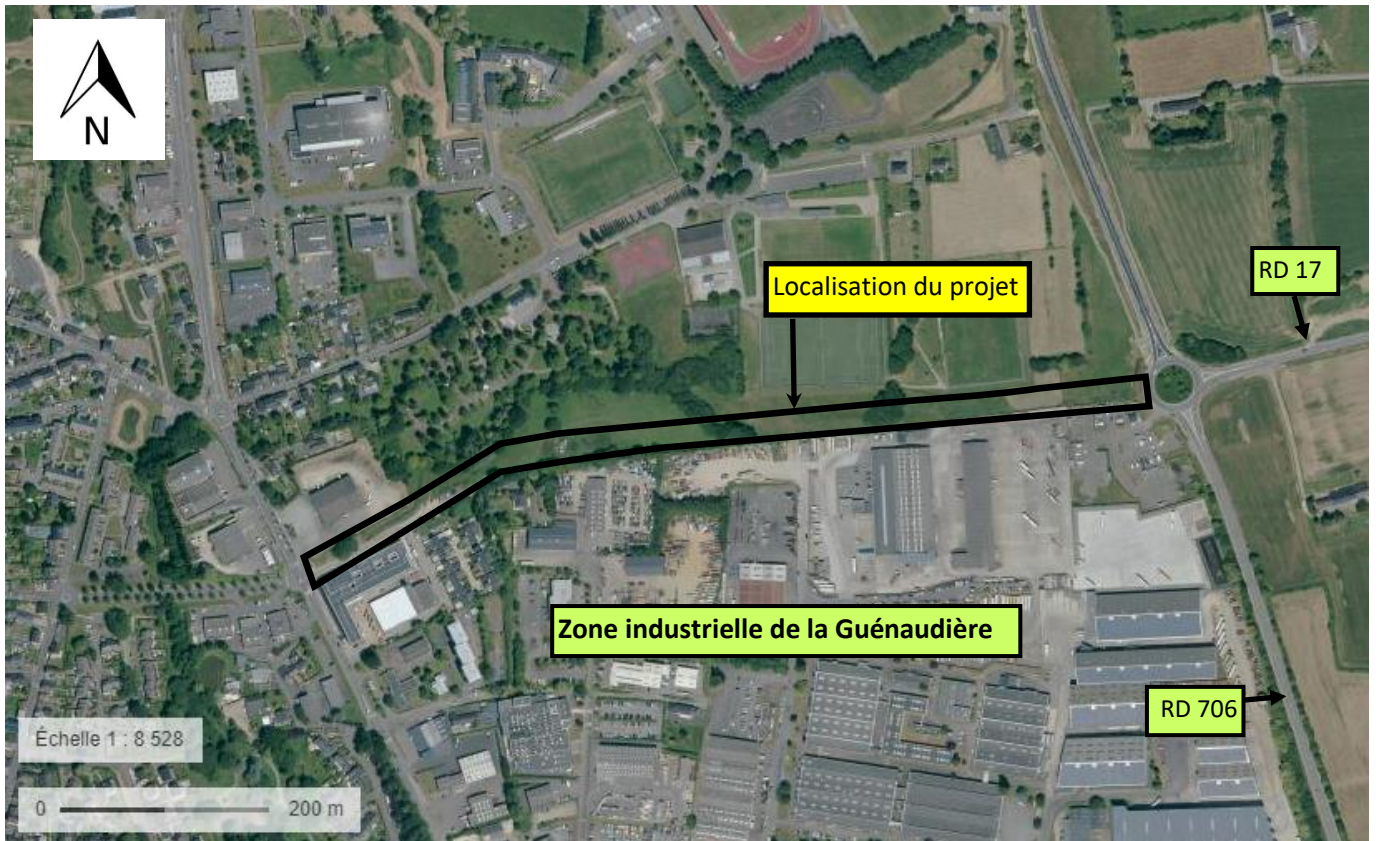 N
RD 17
Localisation du projet
Zone industrielle de la Guénaudière
RD 706
Échelle 1 : 8 528
0 200 m